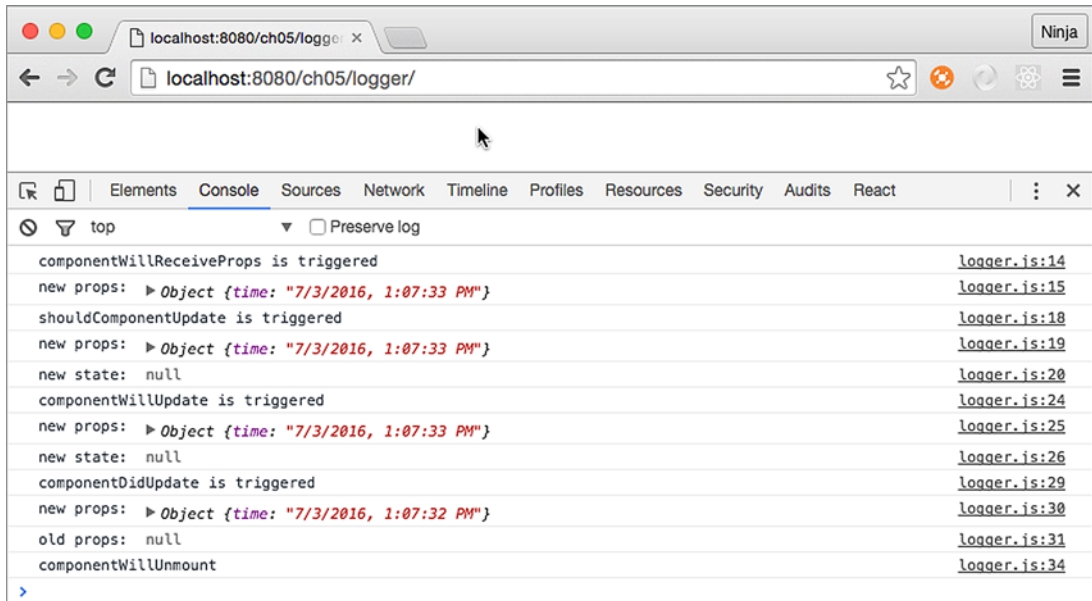 localhost:8080/ch05/logger
Ninja
localhost:8080/ch05/logger/
Elements Console Sources Network Timeline Profiles Resources Security Audits React
top Preserve log
componentWillReceiveProps is triggered logger.js:14
new props: Object {time: "7/3/2016, 1:07:33 PM"} logger.js:15
shouldComponentUpdate is triggered logger.js:18
new props: Object {time: "7/3/2016, 1:07:33 PM"} logger.js:19
new state: null logger.js:20
componentWillUpdate is triggered logger.js:24
new props: Object {time: "7/3/2016, 1:07:33 PM"} logger.js:25
new state: null logger.js:26
componentDidUpdate is triggered logger.js:29
new props: Object {time: "7/3/2016, 1:07:32 PM"} logger.js:30
old props: null logger.js:31
componentWillUnmount logger.js:34